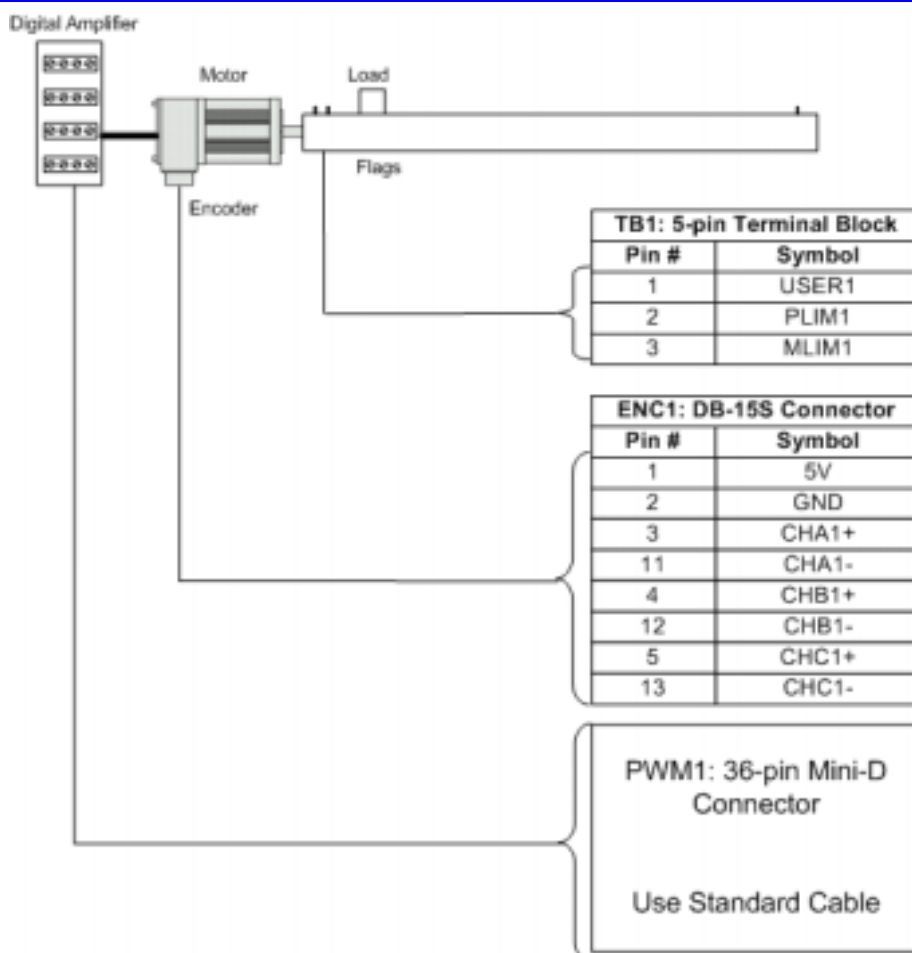 Digital Amplifier
Motor
Load
Flags
Encoder
TB1: 5-pin Terminal Block
Pin # Symbol
1 USER1
2 PLIM1
3 MLIM1
ENC1: DB-15S Connector
Pin # Symbol
1 5V
2 GND
3 CHA1+
11 CHA1-
4 CHB1+
12 CHB1-
5 CHC1+
13 CHC1-
PWM1: 36-pin Mini-D
Connector
Use Standard Cable